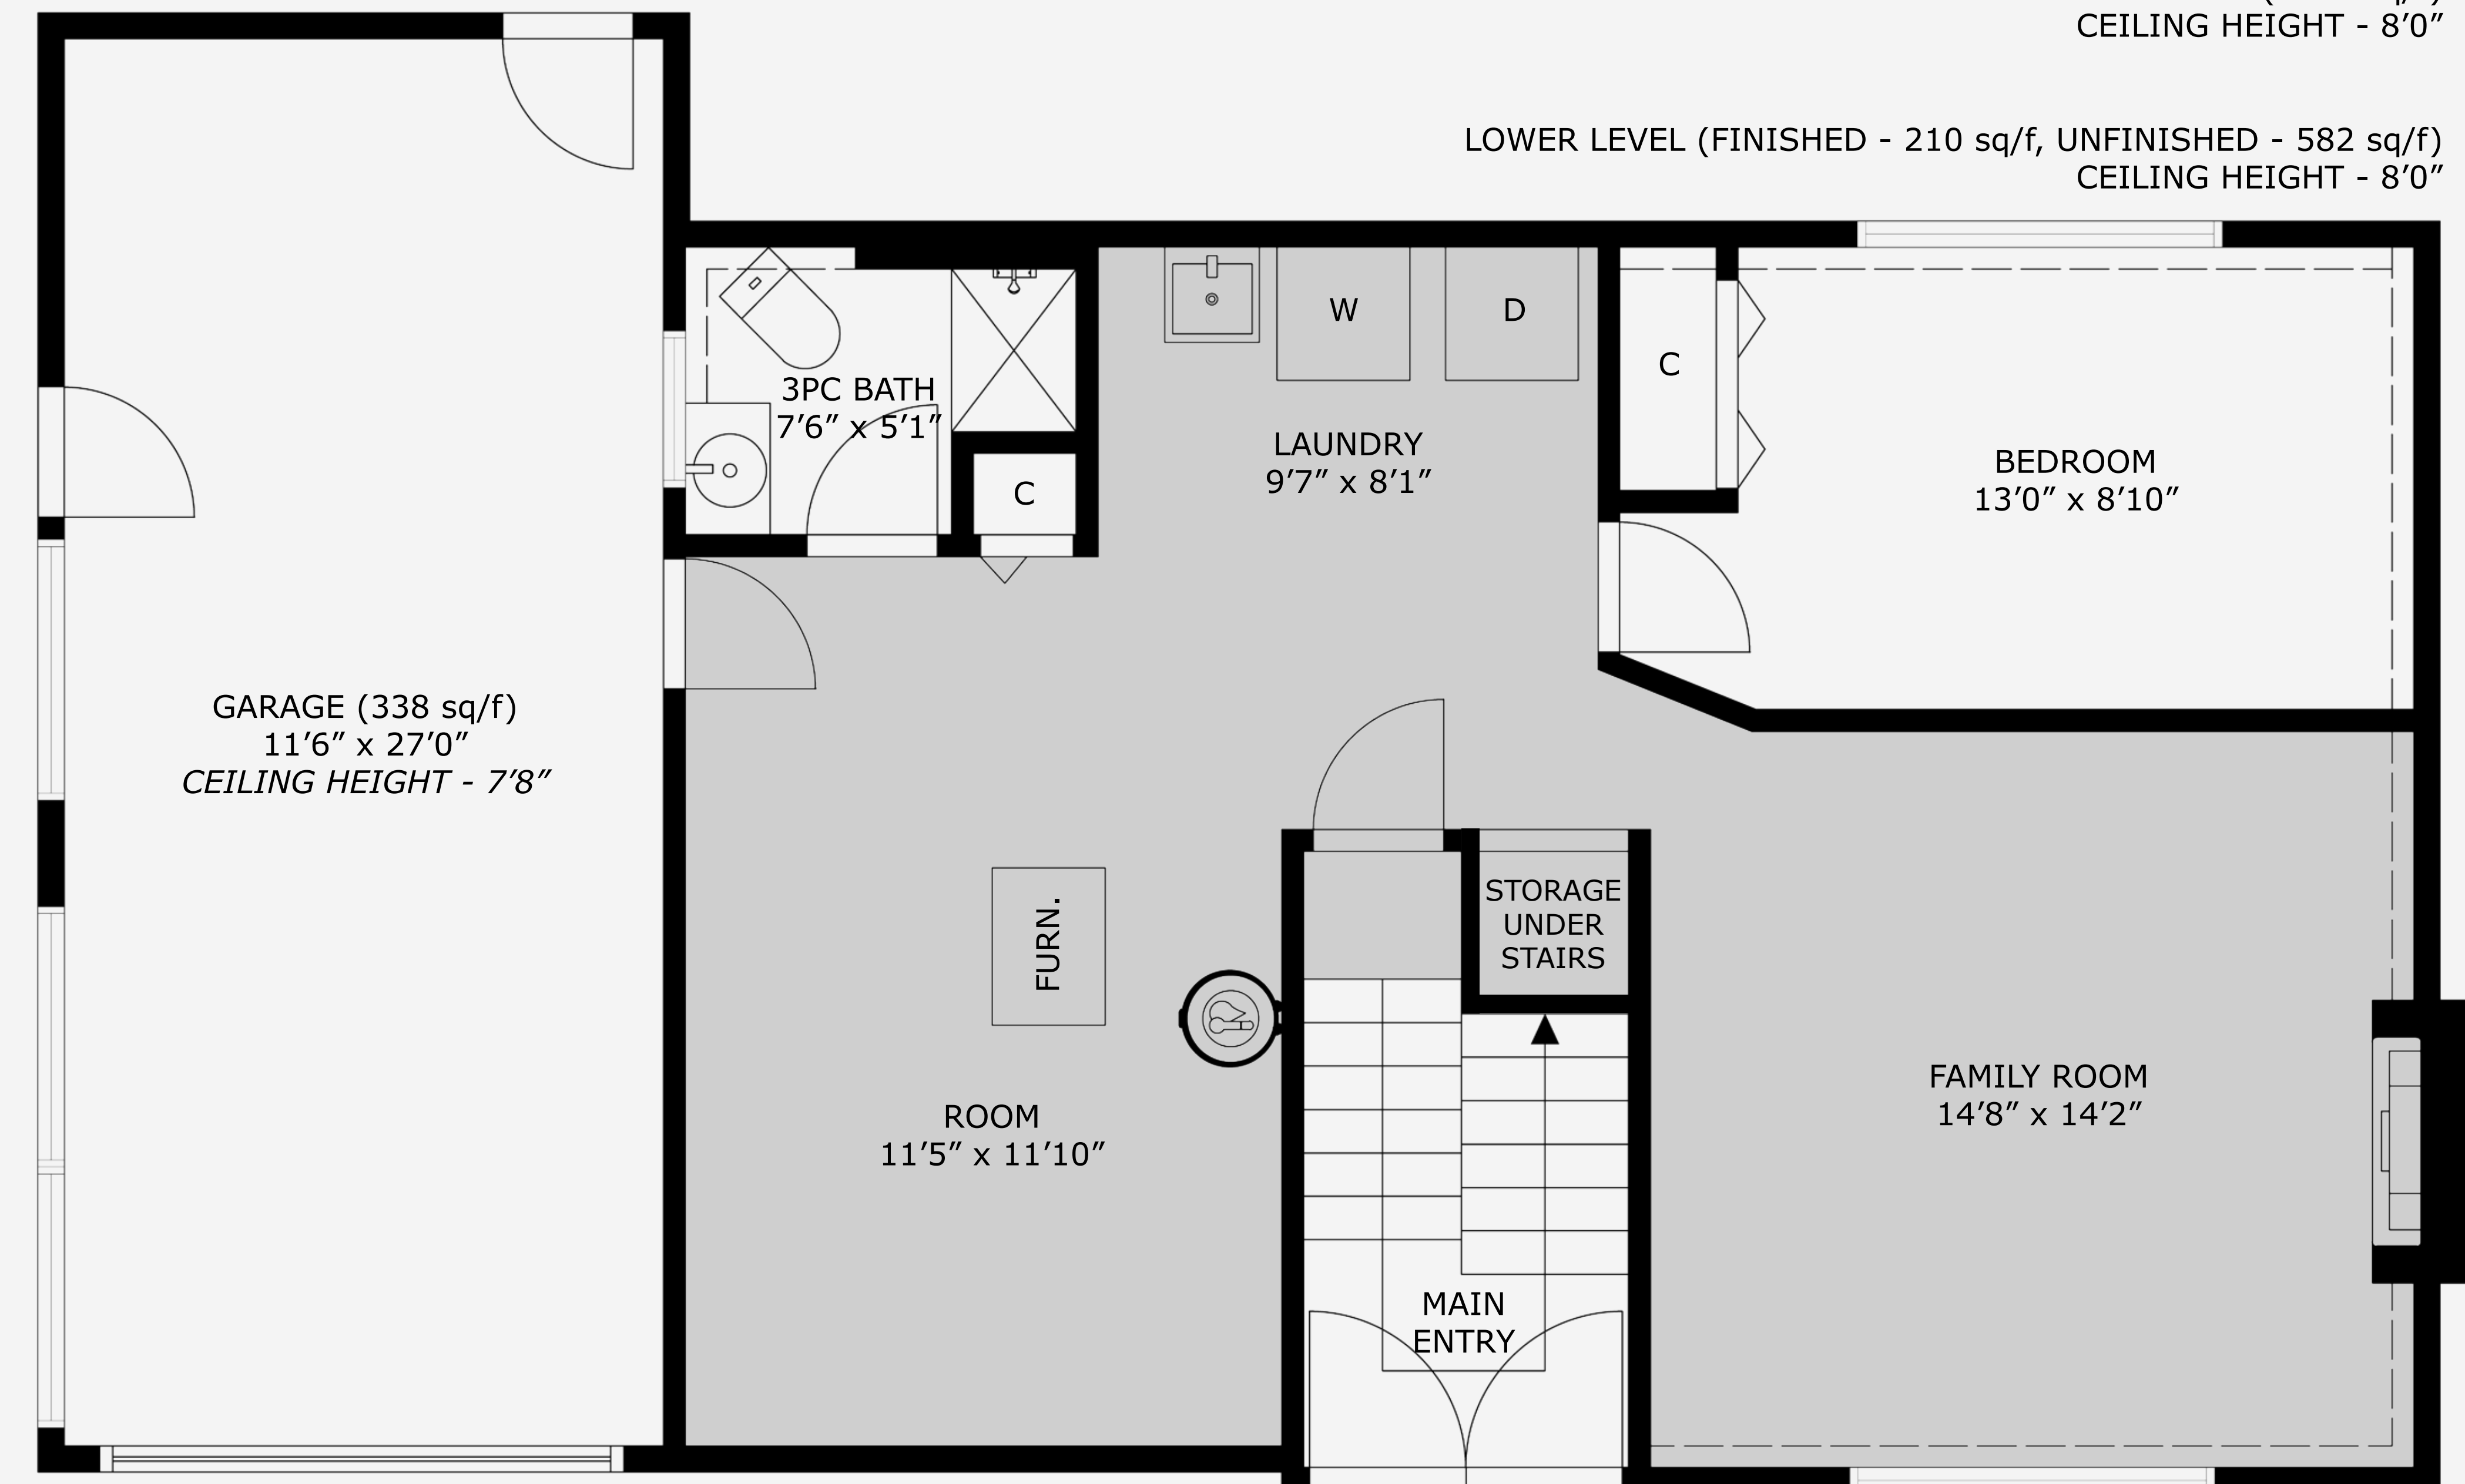 CEILING HEIGHT - 8′0″
LOWER LEVEL (FINISHED - 210 sq/f, UNFINISHED - 582 sq/f)
CEILING HEIGHT - 8′0″
3PC BATH
7′6″ x 5′1″
C
W
D
LAUNDRY
9′7″ x 8′1″
C
BEDROOM
13′0″ x 8′10″
GARAGE (338 sq/f)
11′6″ x 27′0″
CEILING HEIGHT - 7′8″
FURN.
STORAGE
UNDER
STAIRS
ROOM
11′5″ x 11′10″
FAMILY ROOM
14′8″ x 14′2″
MAIN
ENTRY